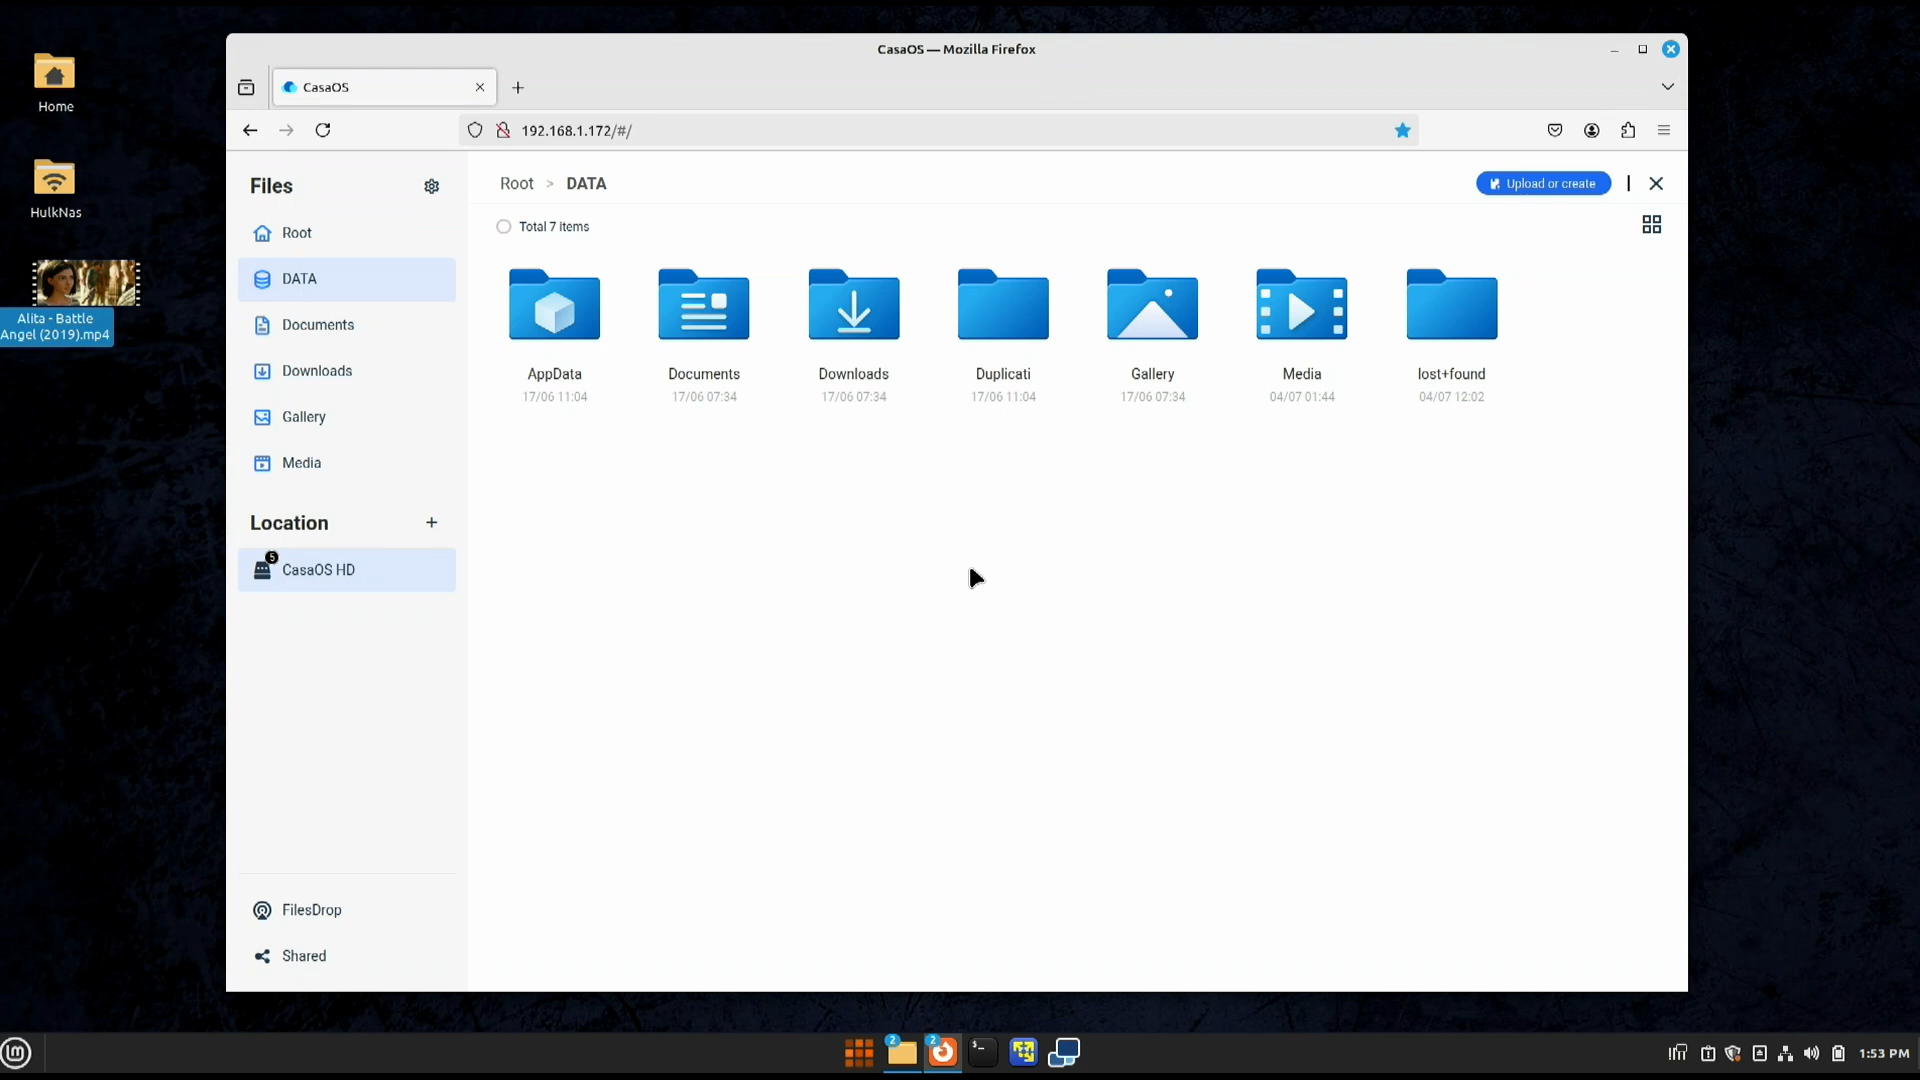 CasaOS — Mozilla Firefox
CasaOS
192.168.1.172/#/
Home
HulkNas
Alita - Battle
Angel (2019).mp4
Files
Root
DATA
Documents
Downloads
Gallery
Media
Location
5
CasaOS HD
FilesDrop
Shared
Root > DATA
Upload or create
Total 7 items
AppData
17/06 11:04
Documents
17/06 07:34
Downloads
17/06 07:34
Duplicati
17/06 11:04
Gallery
17/06 07:34
Media
04/07 01:44
lost+found
04/07 12:02
2
2
1:53 PM